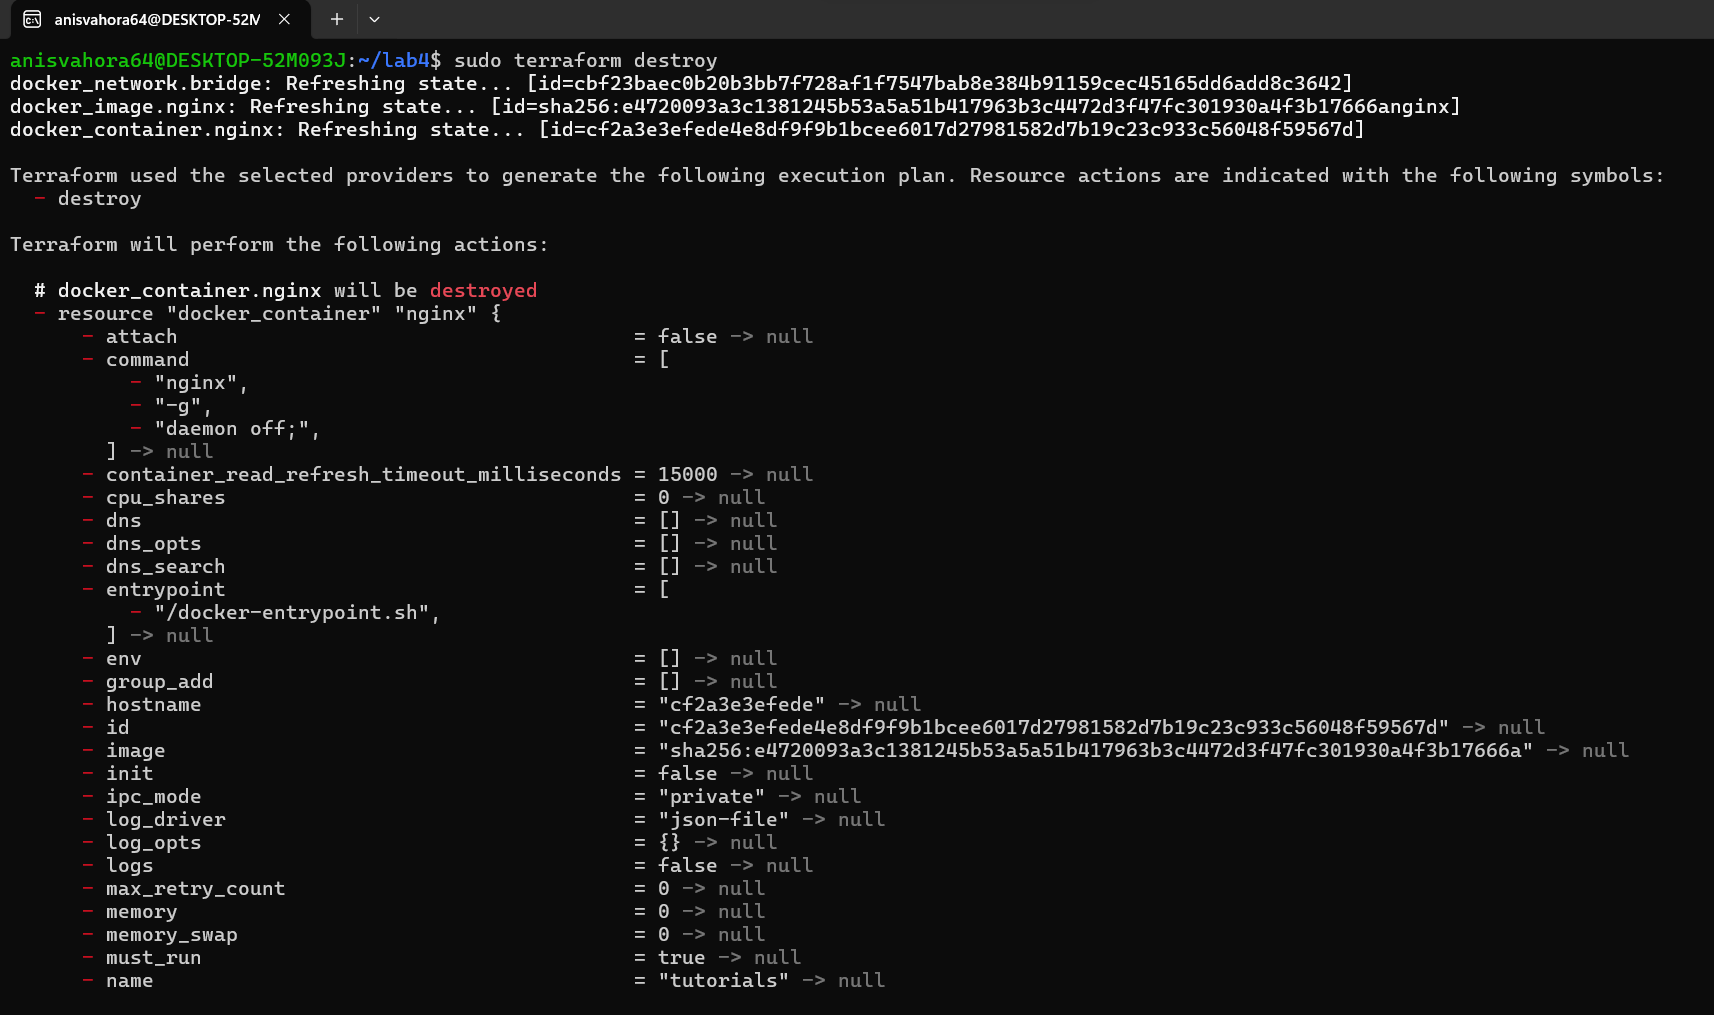 anisvahora64@DESKTOP-52M
anisvahora64@DESKTOP-52M093J:~/lab4$ sudo terraform destroy
docker_network.bridge: Refreshing state... [id=cbf23baec0b20b3bb7f728af1f7547bab8e384b91159cec45165dd6add8c3642]
docker_image.nginx: Refreshing state... [id=sha256:e4720093a3c1381245b53a5a51b417963b3c4472d3f47fc301930a4f3b17666anginx]
docker_container.nginx: Refreshing state... [id=cf2a3e3efede4e8df9f9b1bcee6017d27981582d7b19c23c933c56048f59567d]
Terraform used the selected providers to generate the following execution plan. Resource actions are indicated with the following symbols:
- destroy
Terraform will perform the following actions:
# docker_container.nginx will be destroyed
- resource "docker_container" "nginx" {
- attach = false -> null
- command = [
- "nginx",
- "-g",
- "daemon off;",
] -> null
- container_read_refresh_timeout_milliseconds = 15000 -> null
- cpu_shares = 0 -> null
- dns = [] -> null
- dns_opts = [] -> null
- dns_search = [] -> null
- entrypoint = [
- "/docker-entrypoint.sh",
] -> null
- env = [] -> null
- group_add = [] -> null
- hostname = "cf2a3e3efede" -> null
- id = "cf2a3e3efede4e8df9f9b1bcee6017d27981582d7b19c23c933c56048f59567d" -> null
- image = "sha256:e4720093a3c1381245b53a5a51b417963b3c4472d3f47fc301930a4f3b17666a" -> null
- init = false -> null
- ipc_mode = "private" -> null
- log_driver = "json-file" -> null
- log_opts = {} -> null
- logs = false -> null
- max_retry_count = 0 -> null
- memory = 0 -> null
- memory_swap = 0 -> null
- must_run = true -> null
- name = "tutorials" -> null